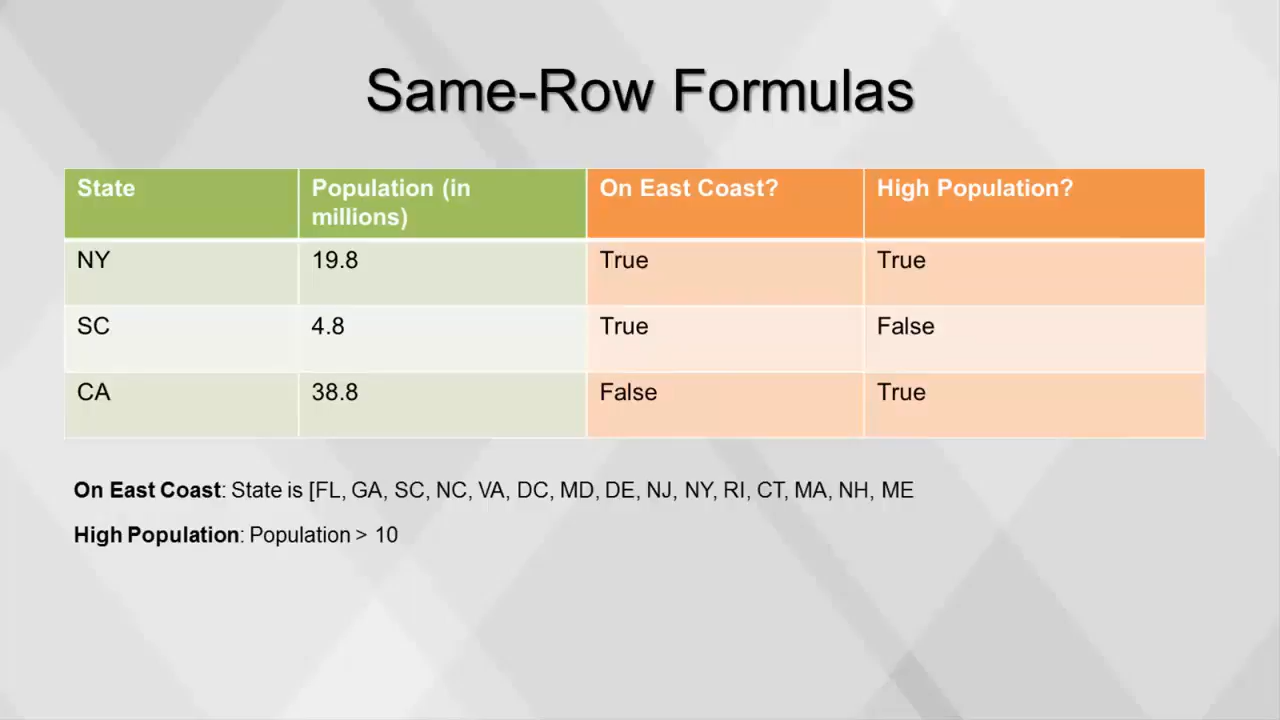 Same-Row Formulas
State
Population (in
millions)
On East Coast?
High Population?
NY
19.8
True
True
SC
4.8
True
False
CA
38.8
False
True
On East Coast: State is [FL, GA, SC, NC, VA, DC, MD, DE, NJ, NY, RI, CT, MA, NH, ME
High Population: Population > 10